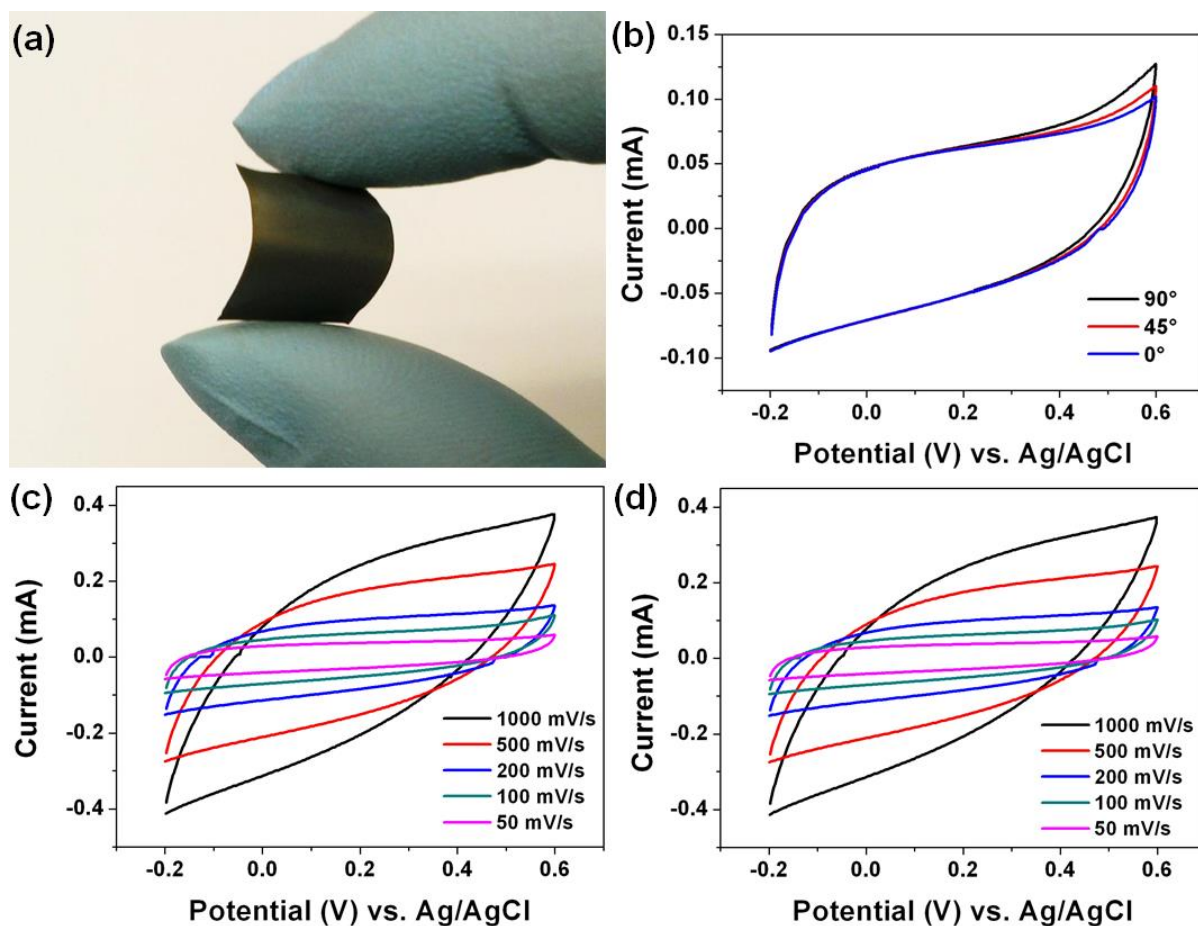 (a)
(b)
0.15
0.10
0.05
0.00
-0.05
-0.10
Current (mA)
90°
45°
0°
-0.2
0.0
0.2
0.4
0.6
Potential (V) vs. Ag/AgCl
(c)
0.4
0.2
0.0
-0.2
-0.4
Current (mA)
1000 mV/s
500 mV/s
200 mV/s
100 mV/s
50 mV/s
-0.2
0.0
0.2
0.4
0.6
Potential (V) vs. Ag/AgCl
(d)
0.4
0.2
0.0
-0.2
-0.4
Current (mA)
1000 mV/s
500 mV/s
200 mV/s
100 mV/s
50 mV/s
-0.2
0.0
0.2
0.4
0.6
Potential (V) vs. Ag/AgCl